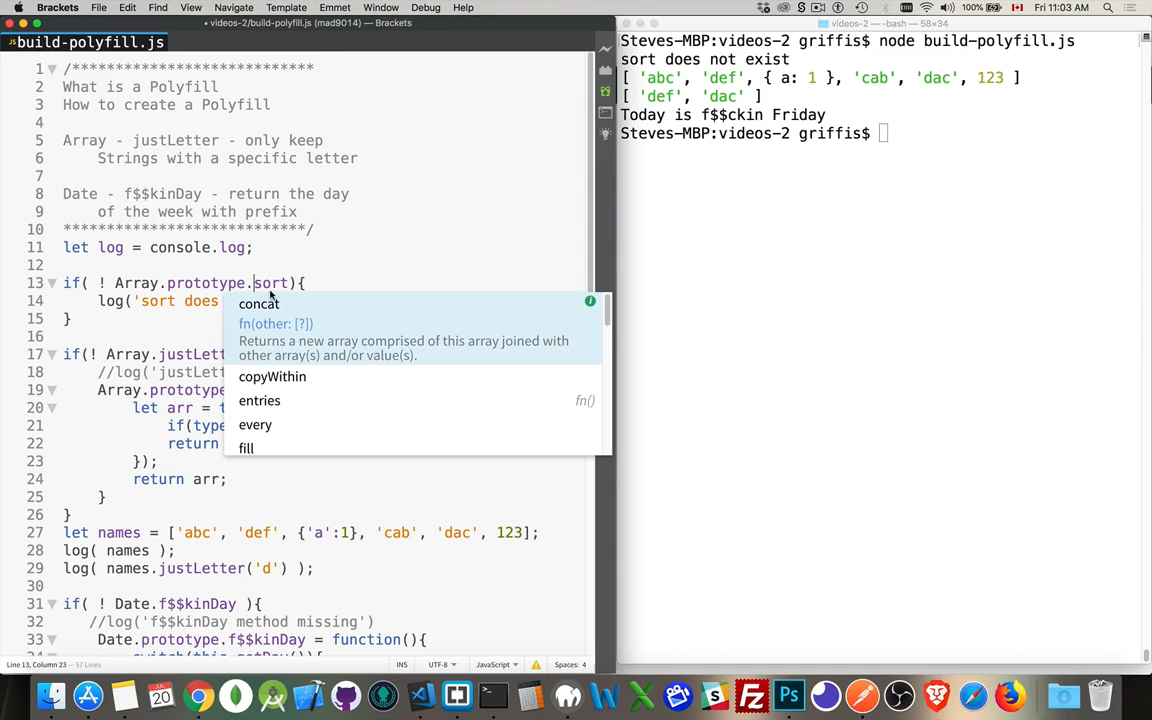 Brackets File Edit Find View Navigate Template Emmet Window Debug Help 100% Fri 11:03 AM
• videos-2/build-polyfill.js (mad9014) — Brackets
videos-2 — -bash — 58×34
JS build-polyfill.js
1 /****************************
2 What is a Polyfill
3 How to create a Polyfill
4
5 Array - justLetter - only keep
6 Strings with a specific letter
7
8 Date - f$$kinDay - return the day
9 of the week with prefix
10 ****************************/
11 let log = console.log;
12
13 if( ! Array.prototype.sort){
14 log('sort does
15 }
16
17 if(! Array.justLett
18 //log('justLett
19 Array.prototype
20 let arr = t
21 if(type
22 return
23 });
24 return arr;
25 }
26 }
27 let names = ['abc', 'def', {'a':1}, 'cab', 'dac', 123];
28 log( names );
29 log( names.justLetter('d') );
30
31 if( ! Date.f$$kinDay ){
32 //log('f$$kinDay method missing')
33 Date.prototype.f$$kinDay = function(){
switch(this.getDay()){
concat
fn(other: [?])
Returns a new array comprised of this array joined with
other array(s) and/or value(s).
copyWithin
entries fn()
every
fill
Line 13, Column 23 — 57 Lines INS UTF-8 JavaScript Spaces: 4
Steves-MBP:videos-2 griffis$ node build-polyfill.js
sort does not exist
[ 'abc', 'def', { a: 1 }, 'cab', 'dac', 123 ]
[ 'def', 'dac' ]
Today is f$$ckin Friday
Steves-MBP:videos-2 griffis$
JUL
20